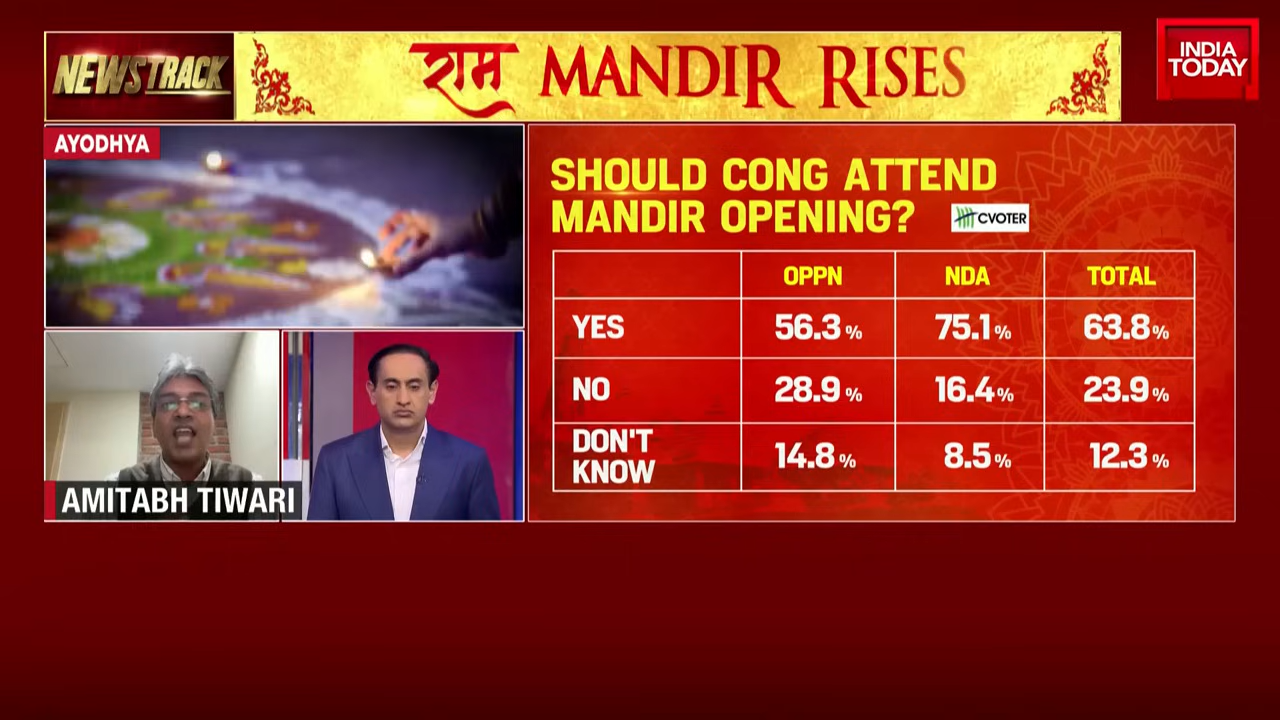 NEWSTRACK
राम MANDIR RISES
INDIA
TODAY
AYODHYA
AMITABH TIWARI
SHOULD CONG ATTEND
MANDIR OPENING?
CVOTER
OPPN NDA TOTAL
YES 56.3% 75.1% 63.8%
NO 28.9% 16.4% 23.9%
DON'T
KNOW 14.8% 8.5% 12.3%